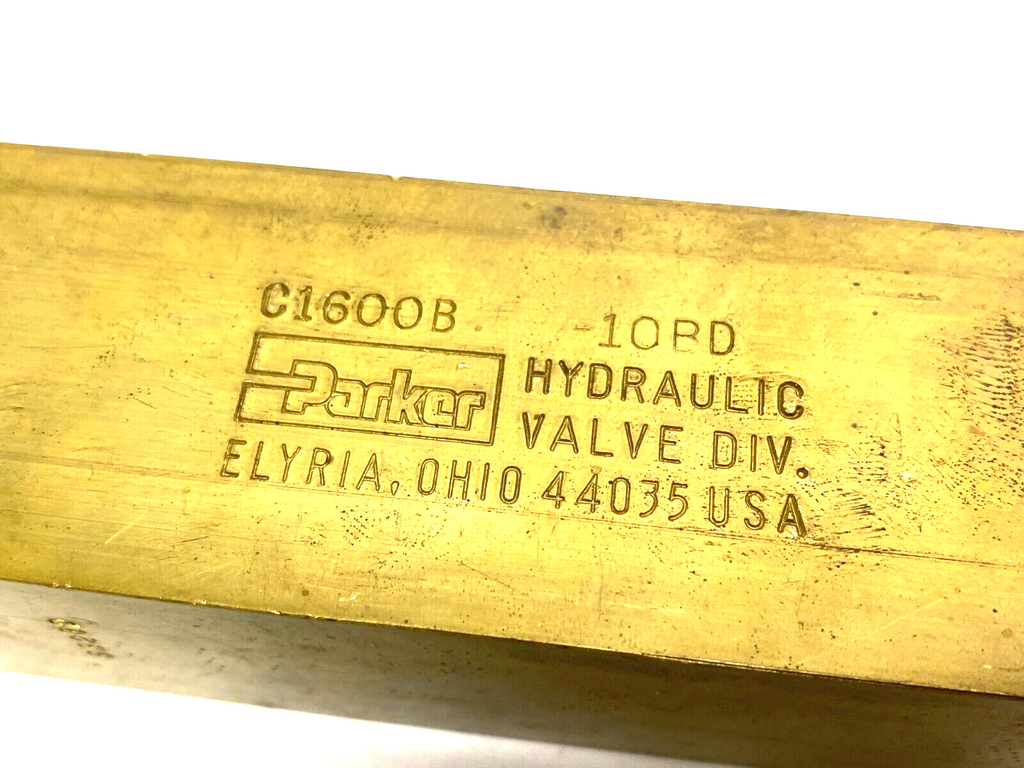 C1600B -10BD
Parker HYDRAULIC
VALVE DIV.
ELYRIA, OHIO 44035 USA